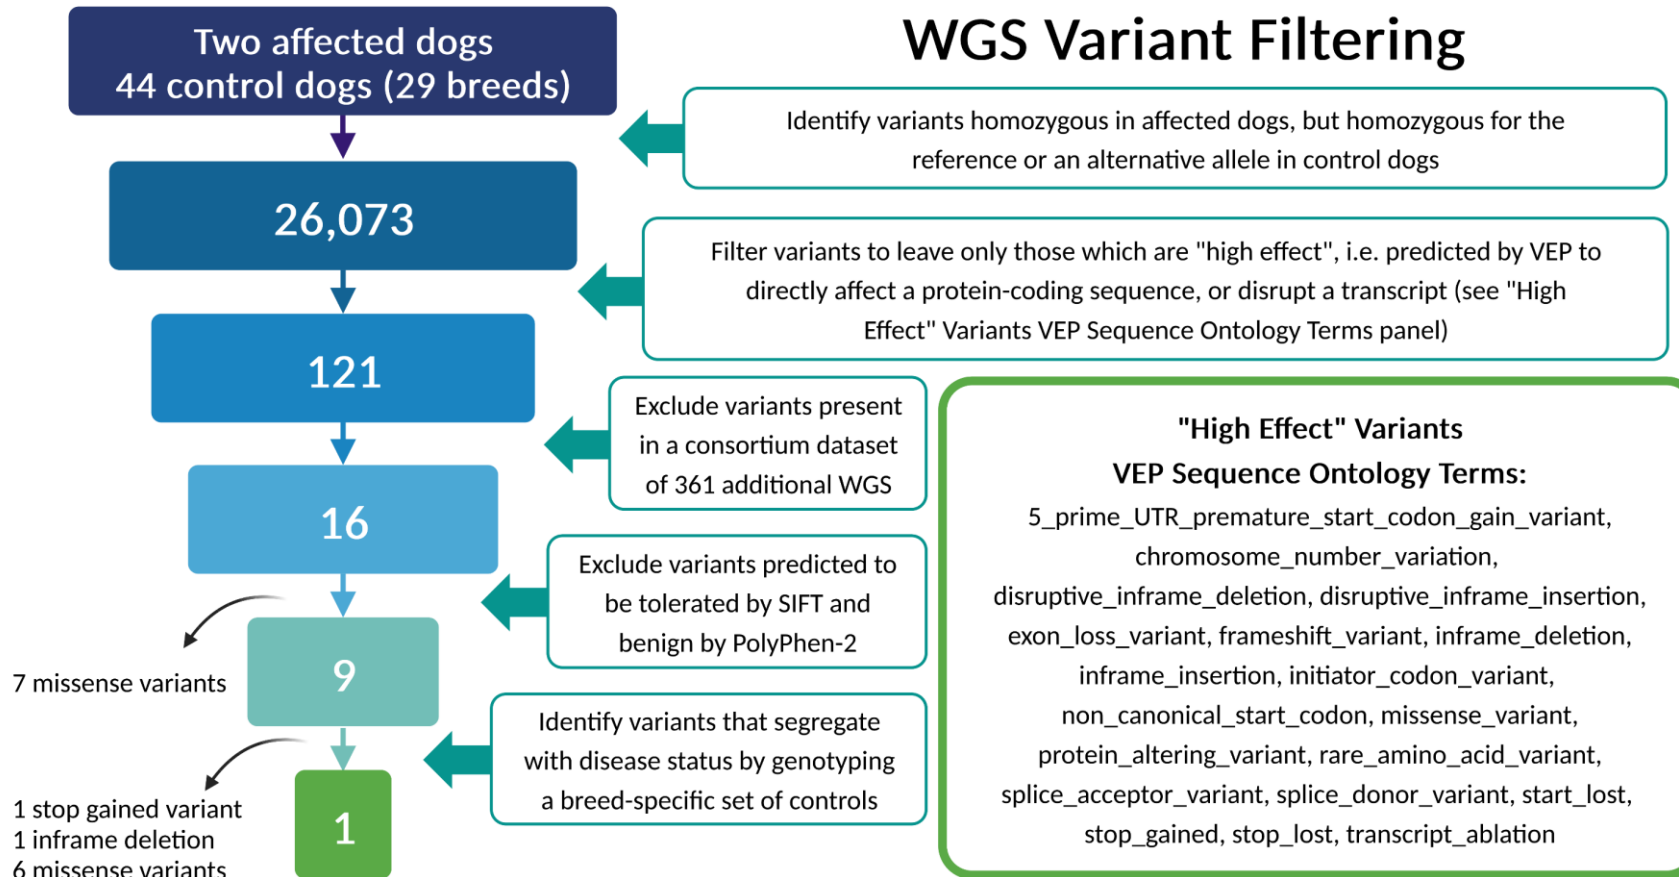 WGS Variant Filtering
Two affected dogs
44 control dogs (29 breeds)
Identify variants homozygous in affected dogs, but homozygous for the
reference or an alternative allele in control dogs
26,073
Filter variants to leave only those which are "high effect", i.e. predicted by VEP to
directly affect a protein-coding sequence, or disrupt a transcript (see "High
Effect" Variants VEP Sequence Ontology Terms panel)
121
Exclude variants present
in a consortium dataset
of 361 additional WGS
16
Exclude variants predicted to
be tolerated by SIFT and
benign by PolyPhen-2
7 missense variants
9
Identify variants that segregate
with disease status by genotyping
a breed-specific set of controls
1 stop gained variant
1 inframe deletion
6 missense variants
1
"High Effect" Variants
VEP Sequence Ontology Terms:
5_prime_UTR_premature_start_codon_gain_variant,
chromosome_number_variation,
disruptive_inframe_deletion, disruptive_inframe_insertion,
exon_loss_variant, frameshift_variant, inframe_deletion,
inframe_insertion, initiator_codon_variant,
non_canonical_start_codon, missense_variant,
protein_altering_variant, rare_amino_acid_variant,
splice_acceptor_variant, splice_donor_variant, start_lost,
stop_gained, stop_lost, transcript_ablation